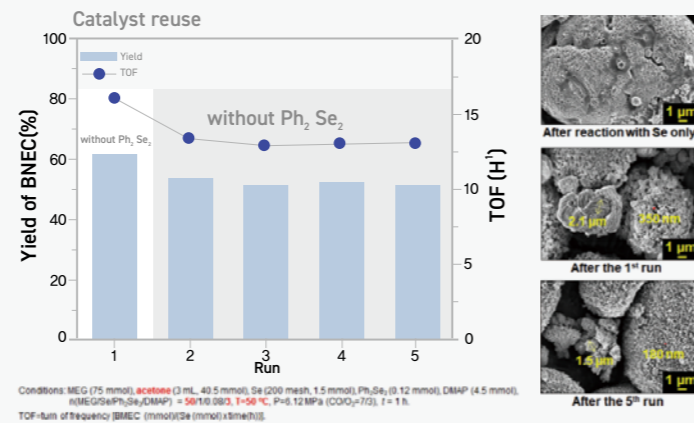 Catalyst reuse
Yield of BNEC(%)
100
80
60
40
20
0
Yield
TOF
without Ph2 Se2
without Ph2 Se2
20
15
10
5
0
TOF (H1)
1 2 3 4 5
Run
1 µm
After reaction with Se only
2.1 µm
1 µm
After the 1st run
1.5 µm
1 µm
After the 5th run
Conditions: MEG (75 mmol), acetone (3 mL, 40.5 mmol), Se (200 mesh, 1.5 mmol), Ph2Se2 (0.12 mmol), DMAP (4.5 mmol),
n(MEG/Se/Ph2Se2/DMAP) = 50/1/0.08/3, T=50 °C, P=6.12 MPa (CO/O2=7/3), t = 1 h.
TOF=turn of frequency [BMEC (mmol)/(Se (mmol)xtime(h))].